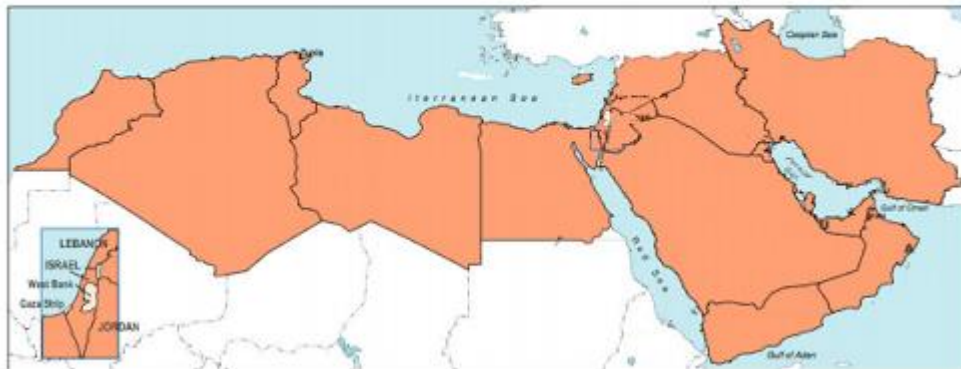 Caspian Sea
Tunis
iterranean Sea
Gulf of Oman
Red Sea
LEBANON
ISRAEL
West Bank
Gaza Strip
JORDAN
Gulf of Aden